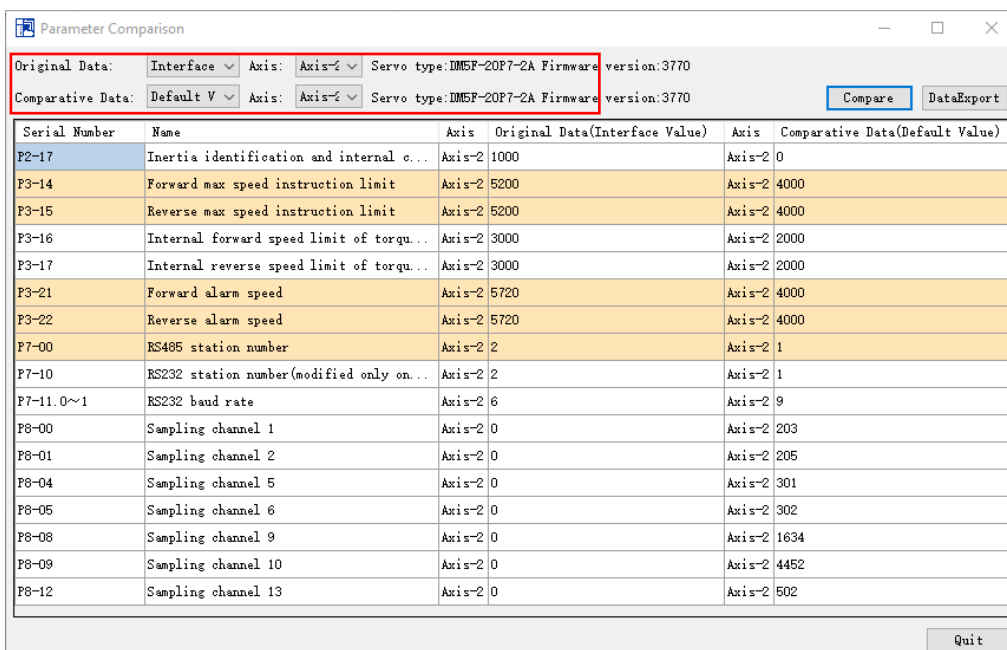 Parameter Comparison
Original Data: Interface Axis: Axis-2 Servo type:DM5F-20P7-2A Firmware version:3770
Comparative Data: Default V Axis: Axis-2 Servo type:DM5F-20P7-2A Firmware version:3770 Compare DataExport
Serial Number Name Axis Original Data(Interface Value) Axis Comparative Data(Default Value)
P2-17 Inertia identification and internal c... Axis-2 1000 Axis-2 0
P3-14 Forward max speed instruction limit Axis-2 5200 Axis-2 4000
P3-15 Reverse max speed instruction limit Axis-2 5200 Axis-2 4000
P3-16 Internal forward speed limit of torqu... Axis-2 3000 Axis-2 2000
P3-17 Internal reverse speed limit of torqu... Axis-2 3000 Axis-2 2000
P3-21 Forward alarm speed Axis-2 5720 Axis-2 4000
P3-22 Reverse alarm speed Axis-2 5720 Axis-2 4000
P7-00 RS485 station number Axis-2 2 Axis-2 1
P7-10 RS232 station number(modified only on... Axis-2 2 Axis-2 1
P7-11.0~1 RS232 baud rate Axis-2 6 Axis-2 9
P8-00 Sampling channel 1 Axis-2 0 Axis-2 203
P8-01 Sampling channel 2 Axis-2 0 Axis-2 205
P8-04 Sampling channel 5 Axis-2 0 Axis-2 301
P8-05 Sampling channel 6 Axis-2 0 Axis-2 302
P8-08 Sampling channel 9 Axis-2 0 Axis-2 1634
P8-09 Sampling channel 10 Axis-2 0 Axis-2 4452
P8-12 Sampling channel 13 Axis-2 0 Axis-2 502
Quit